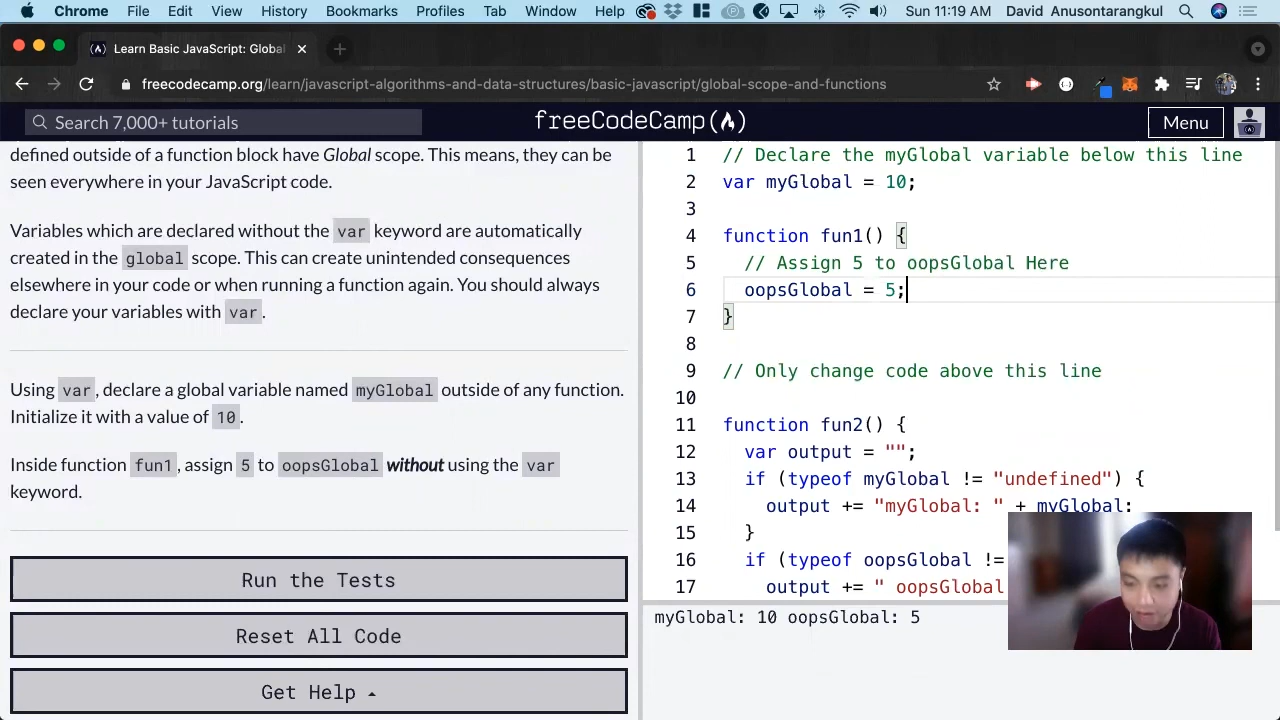 Chrome File Edit View History Bookmarks Profiles Tab Window Help Sun 11:19 AM David Anusontarangkul
Learn Basic JavaScript: Global
freecodecamp.org/learn/javascript-algorithms-and-data-structures/basic-javascript/global-scope-and-functions
Search 7,000+ tutorials
freeCodeCamp
Menu
defined outside of a function block have Global scope. This means, they can be
seen everywhere in your JavaScript code.
Variables which are declared without the var keyword are automatically
created in the global scope. This can create unintended consequences
elsewhere in your code or when running a function again. You should always
declare your variables with var.
Using var, declare a global variable named myGlobal outside of any function.
Initialize it with a value of 10.
Inside function fun1, assign 5 to oopsGlobal without using the var
keyword.
Run the Tests
Reset All Code
Get Help
1 // Declare the myGlobal variable below this line
2 var myGlobal = 10;
3
4 function fun1() {
5 // Assign 5 to oopsGlobal Here
6 oopsGlobal = 5;
7 }
8
9 // Only change code above this line
10
11 function fun2() {
12 var output = "";
13 if (typeof myGlobal != "undefined") {
14 output += "myGlobal: " + myGlobal;
15 }
16 if (typeof oopsGlobal !=
17 output += " oopsGlobal
myGlobal: 10 oopsGlobal: 5